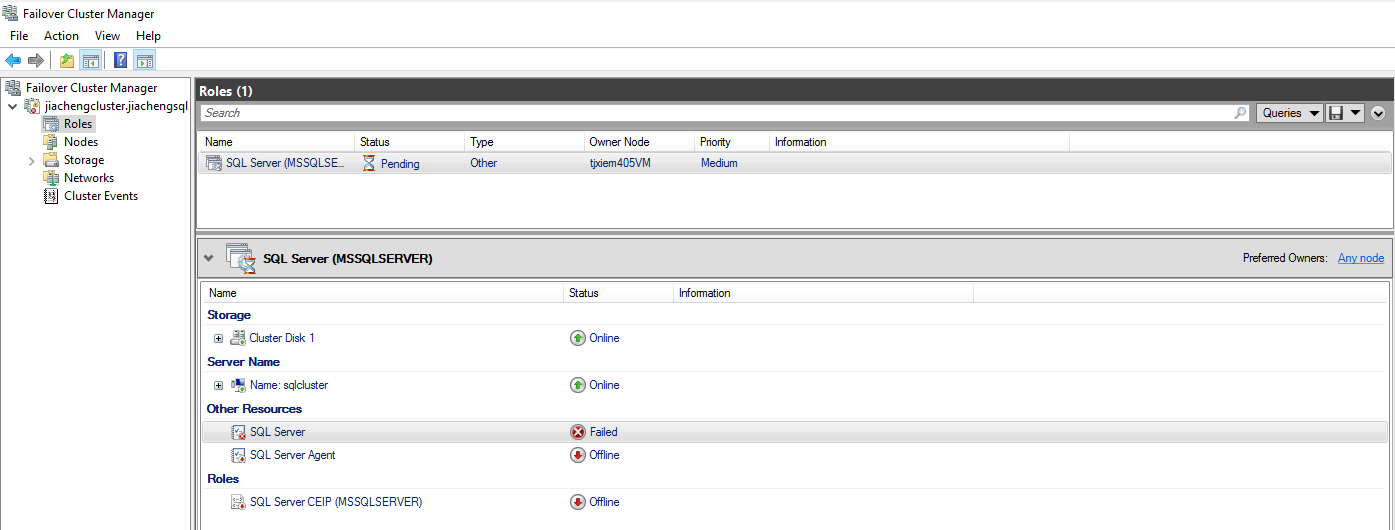 Failover Cluster Manager
File Action View Help
Failover Cluster Manager
jiachengcluster.jiachengsql
Roles
Nodes
Storage
Networks
Cluster Events
Roles (1)
Search
Queries
Name Status Type Owner Node Priority Information
SQL Server (MSSQLSE... Pending Other tjxiem405VM Medium
SQL Server (MSSQLSERVER) Preferred Owners: Any node
Name Status Information
Storage
Cluster Disk 1 Online
Server Name
Name: sqlcluster Online
Other Resources
SQL Server Failed
SQL Server Agent Offline
Roles
SQL Server CEIP (MSSQLSERVER) Offline